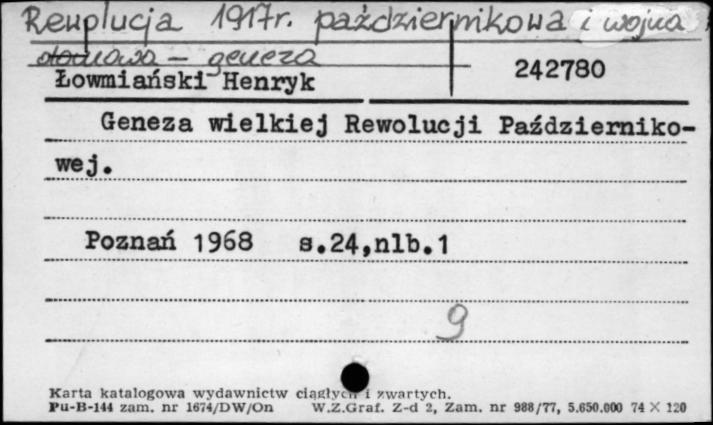 Rewolucja 1917r. październikowa i wojna
domowa - geneza
Łowmiański Henryk 242780
Geneza wielkiej Rewolucji Październiko-
wej.
Poznań 1968 s.24,nlb.1
9
Karta katalogowa wydawnictw ciągłych i zwartych.
Pu-B-144 zam. nr 1674/DW/On W.Z.Graf. Z-d 2, Zam. nr 988/77, 5.650.000 74 × 120